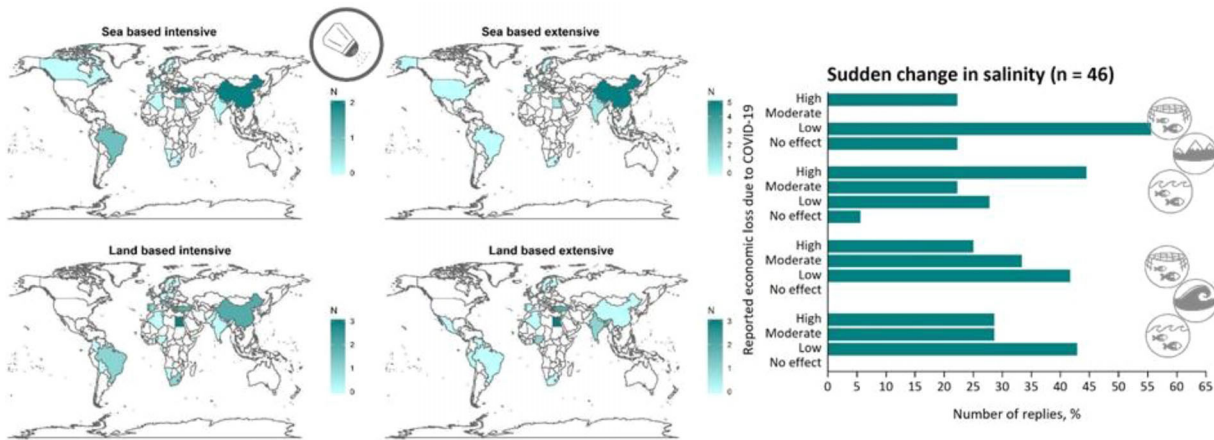 Sea based intensive
N
2
1
0
Sea based extensive
N
5
4
3
2
1
0
Land based intensive
N
3
2
1
0
Land based extensive
N
3
2
1
0
Sudden change in salinity (n = 46)
Reported economic loss due to COVID-19
High
Moderate
Low
No effect
High
Moderate
Low
No effect
High
Moderate
Low
No effect
High
Moderate
Low
No effect
0 5 10 15 20 25 30 35 40 45 50 55 60 65
Number of replies, %